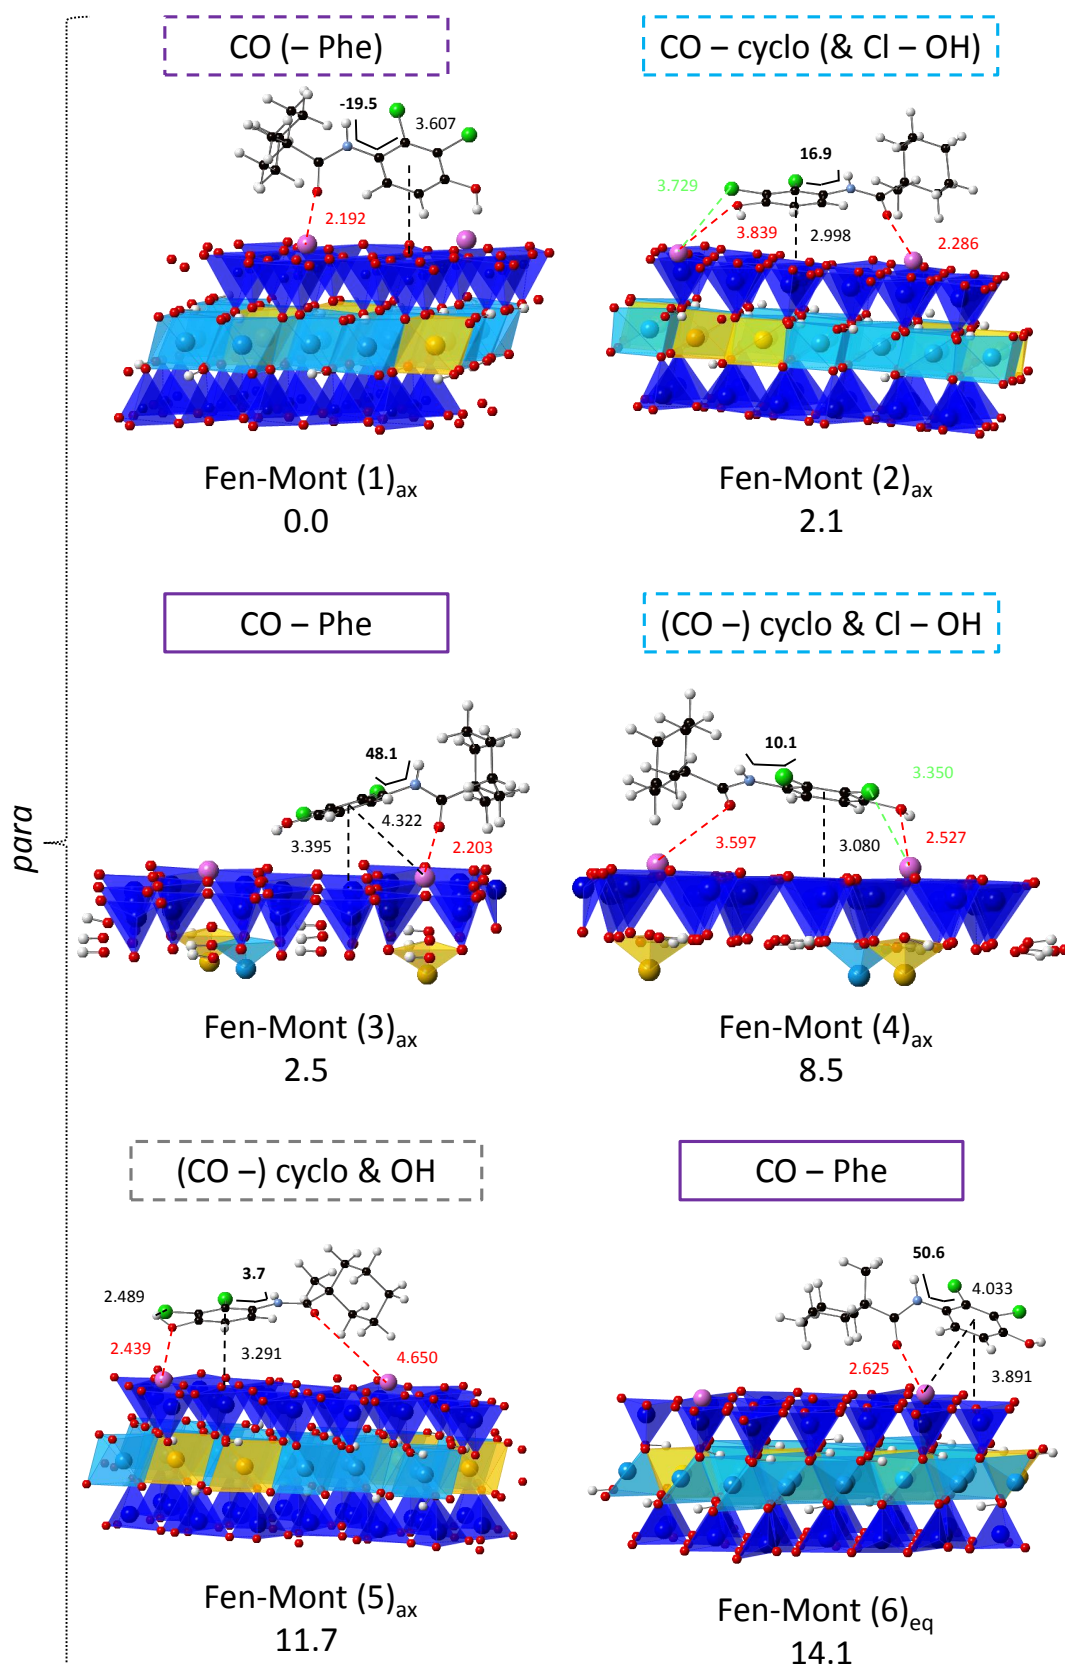 para
CO (– Phe)
-19.5
3.607
2.192
Fen-Mont (1)ax
0.0
CO – cyclo (& Cl – OH)
16.9
3.729
3.839
2.998
2.286
Fen-Mont (2)ax
2.1
CO – Phe
48.1
4.322
3.395
2.203
Fen-Mont (3)ax
2.5
(CO –) cyclo & Cl – OH
10.1
3.350
3.597
3.080
2.527
Fen-Mont (4)ax
8.5
(CO –) cyclo & OH
3.7
2.489
2.439
3.291
4.650
Fen-Mont (5)ax
11.7
CO – Phe
50.6
4.033
2.625
3.891
Fen-Mont (6)eq
14.1